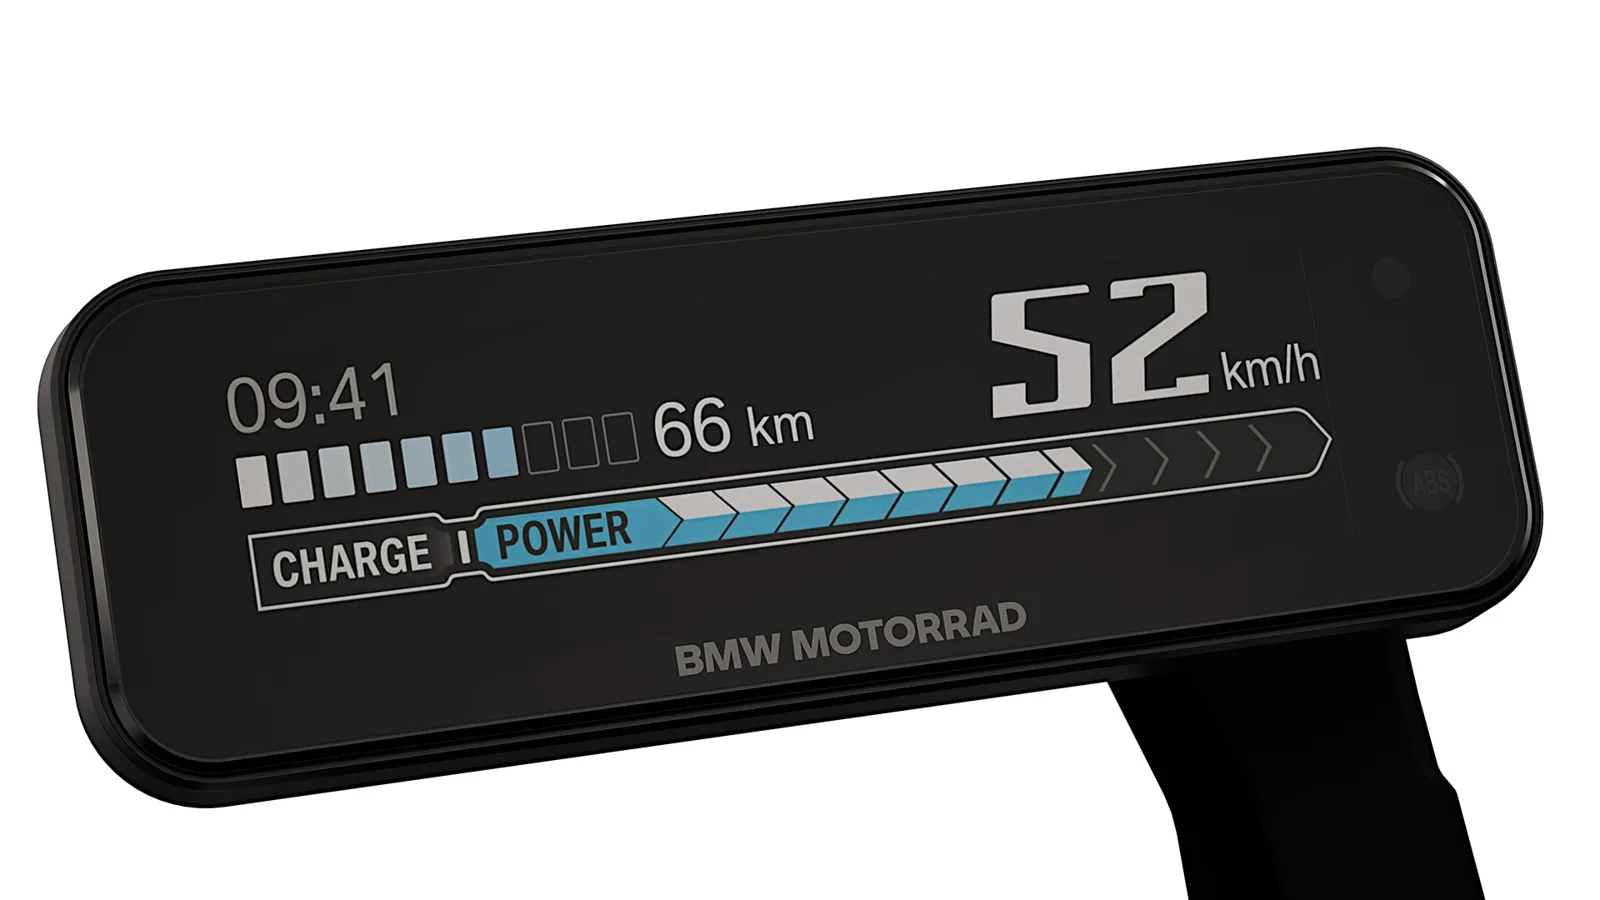 09:41
66 km
52 km/h
CHARGE POWER
ABS
BMW MOTORRAD